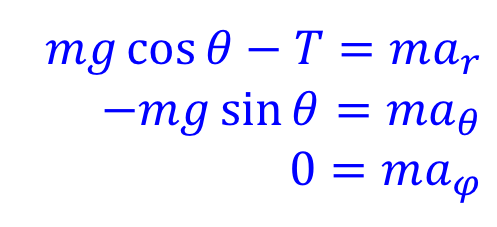 mg cos θ − T = ma_r
−mg sin θ = ma_θ
0 = ma_φ